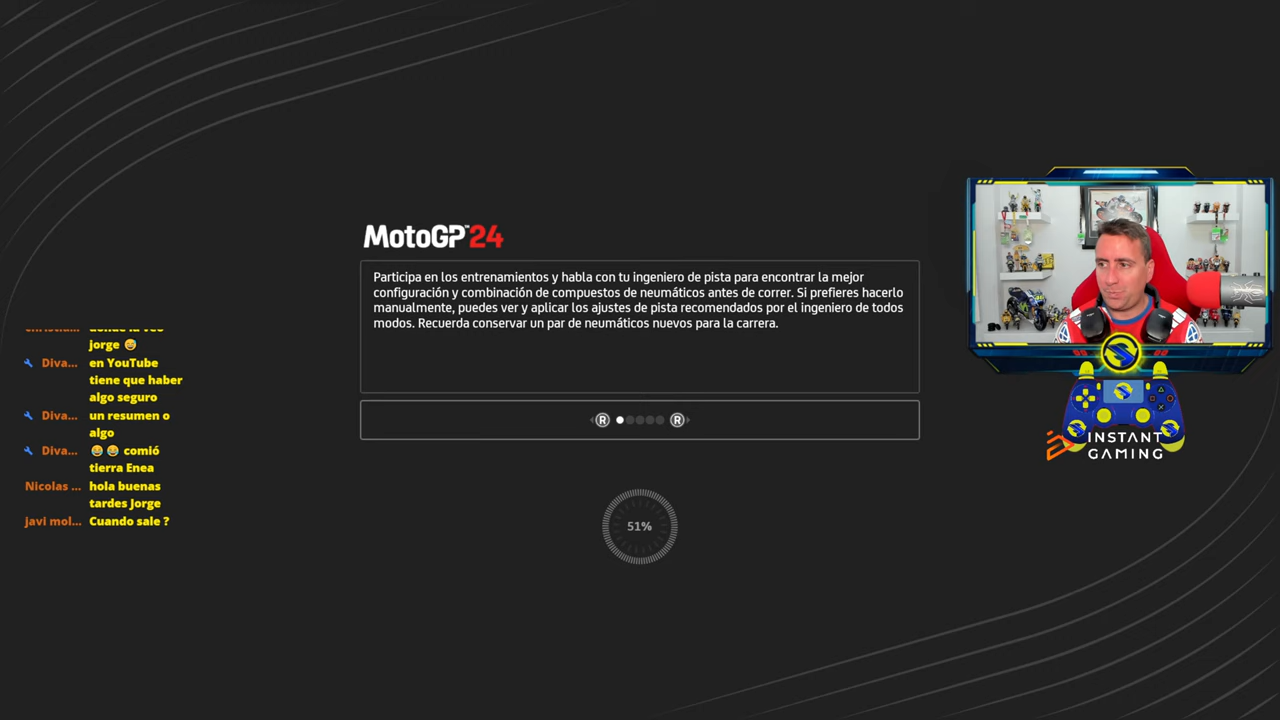 MotoGP™24
Participa en los entrenamientos y habla con tu ingeniero de pista para encontrar la mejor
configuración y combinación de compuestos de neumáticos antes de correr. Si prefieres hacerlo
manualmente, puedes ver y aplicar los ajustes de pista recomendados por el ingeniero de todos
modos. Recuerda conservar un par de neumáticos nuevos para la carrera.
R R
51%
jorge 😅
Diva... en YouTube
tiene que haber
algo seguro
Diva... un resumen o
algo
Diva... 😂 😂 comió
tierra Enea
Nicolas ... hola buenas
tardes Jorge
javi mol... Cuando sale ?
INSTANT
GAMING